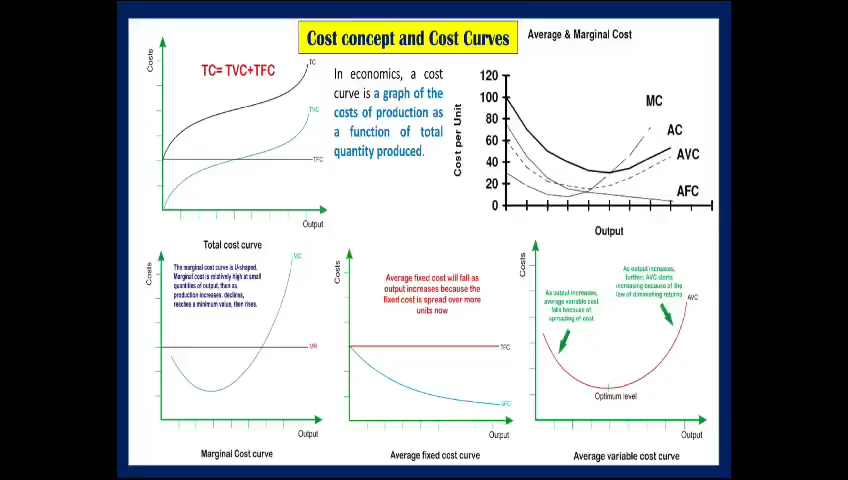 Cost concept and Cost Curves
Costs
TC= TVC+TFC
TC
TVC
TFC
Output
Total cost curve
In economics, a cost
curve is a graph of the
costs of production as
a function of total
quantity produced.
Average & Marginal Cost
Cost per Unit
120
100
80
60
40
20
0
MC
AC
AVC
AFC
Output
Costs
The marginal cost curve is U-shaped.
Marginal cost is relatively high at small
quantities of output, then as
production increases, declines,
reaches a minimum value, then rises.
MC
MR
Output
Marginal Cost curve
Costs
Average fixed cost will fall as
output increases because the
fixed cost is spread over more
units now
TFC
AFC
Output
Average fixed cost curve
Costs
As output increases,
average variable cost
falls because of
spreading of cost
As output increases,
further, AVC starts
increasing because of the
law of diminishing returns
AVC
Optimum level
Output
Average variable cost curve